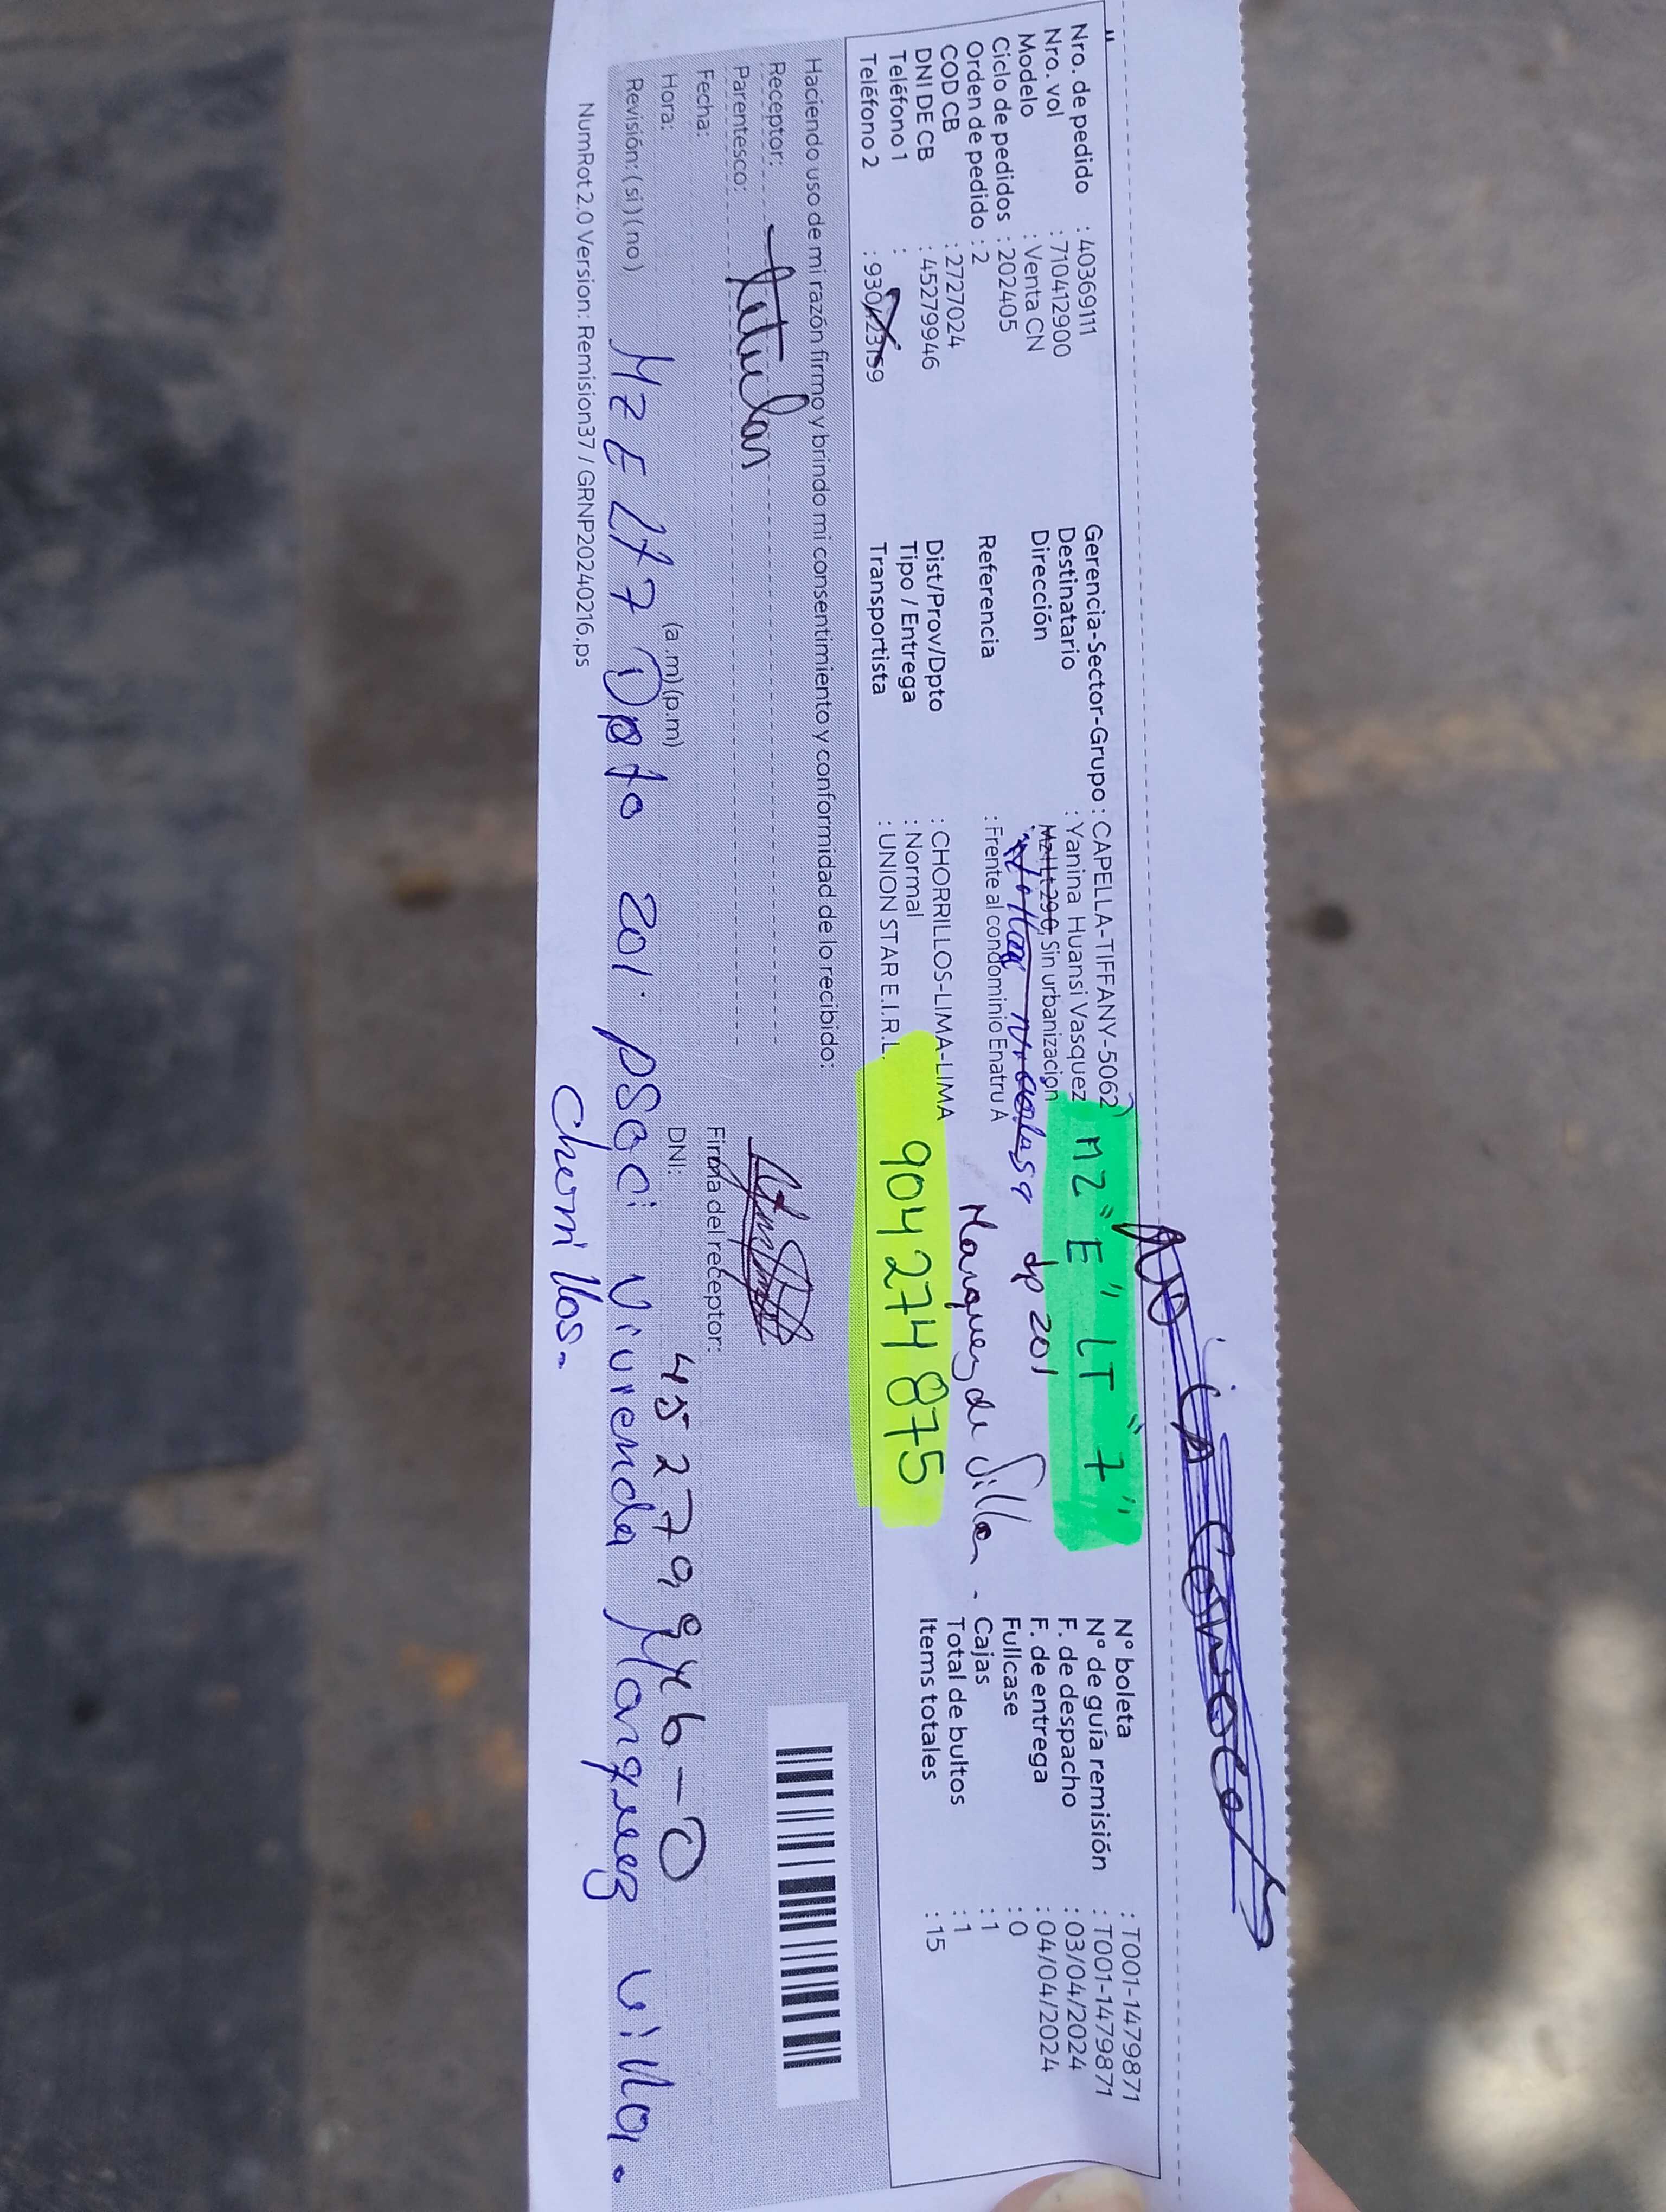 Nro. de pedido : 40369111
Nro. vol : 710412900
Modelo : Venta CN
Ciclo de pedidos : 202405
Orden de pedido : 2
COD CB : 2727024
DNI DE CB : 45279946
Teléfono 1 :
Teléfono 2 : 930
Gerencia-Sector-Grupo : CAPELLA-TIFFANY-5062
Destinatario : Yanina Huansi Vasquez
Dirección : Sin urbanizacion
dp 201
Referencia : Frente al condominio Enatru A
Marquez de Villa -
Dist/Prov/Dpto : CHORRILLOS-LIMA-LIMA
Tipo / Entrega : Normal
Transportista : UNION STAR E.I.R.L.
MZ "E" LT "7"
904274875
N° boleta : T001-1479871
N° de guía remisión : T001-1479871
F. de despacho : 03/04/2024
F. de entrega : 04/04/2024
Fullcase : 0
Cajas : 1
Total de bultos : 1
Items totales : 15
Haciendo uso de mi razón firmo y brindo mi consentimiento y conformidad de lo recibido:
Receptor:
titular
Parentesco:
Fecha:
Firma del receptor:
Hora: (a.m) (p.m)
DNI: 45279946-0
Revisión: (si) (no)
Mz E Lt 7 Dpto 201 Vivienda Marquez Villa.
NumRot 2.0 Version: Remision37 / GRNP20240216.ps